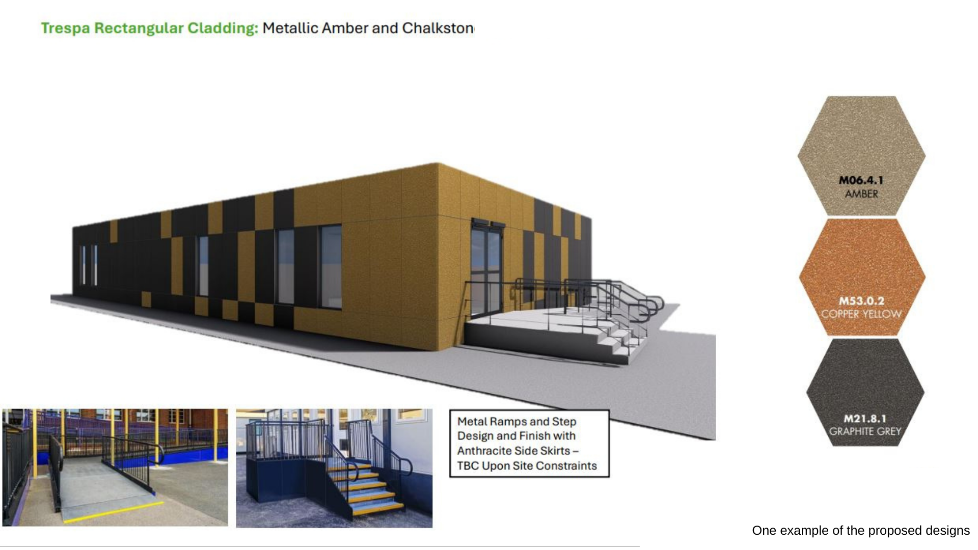 Trespa Rectangular Cladding: Metallic Amber and Chalkston
M06.4.1
AMBER
M53.0.2
COPPER YELLOW
M21.8.1
GRAPHITE GREY
Metal Ramps and Step
Design and Finish with
Anthracite Side Skirts –
TBC Upon Site Constraints
One example of the proposed designs